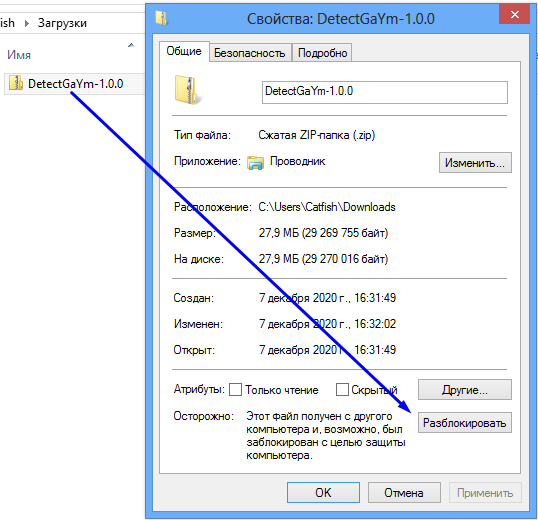 ish › Загрузки
Имя
DetectGaYm-1.0.0
Свойства: DetectGaYm-1.0.0
Общие Безопасность Подробно
DetectGaYm-1.0.0
Тип файла: Сжатая ZIP-папка (.zip)
Приложение: Проводник Изменить...
Расположение: C:\Users\Catfish\Downloads
Размер: 27,9 МБ (29 269 755 байт)
На диске: 27,9 МБ (29 270 016 байт)
Создан: 7 декабря 2020 г., 16:31:49
Изменен: 7 декабря 2020 г., 16:32:02
Открыт: 7 декабря 2020 г., 16:31:49
Атрибуты: Только чтение Скрытый Другие...
Осторожно: Этот файл получен с другого
компьютера и, возможно, был
заблокирован с целью защиты
компьютера.
Разблокировать
OK Отмена Применить